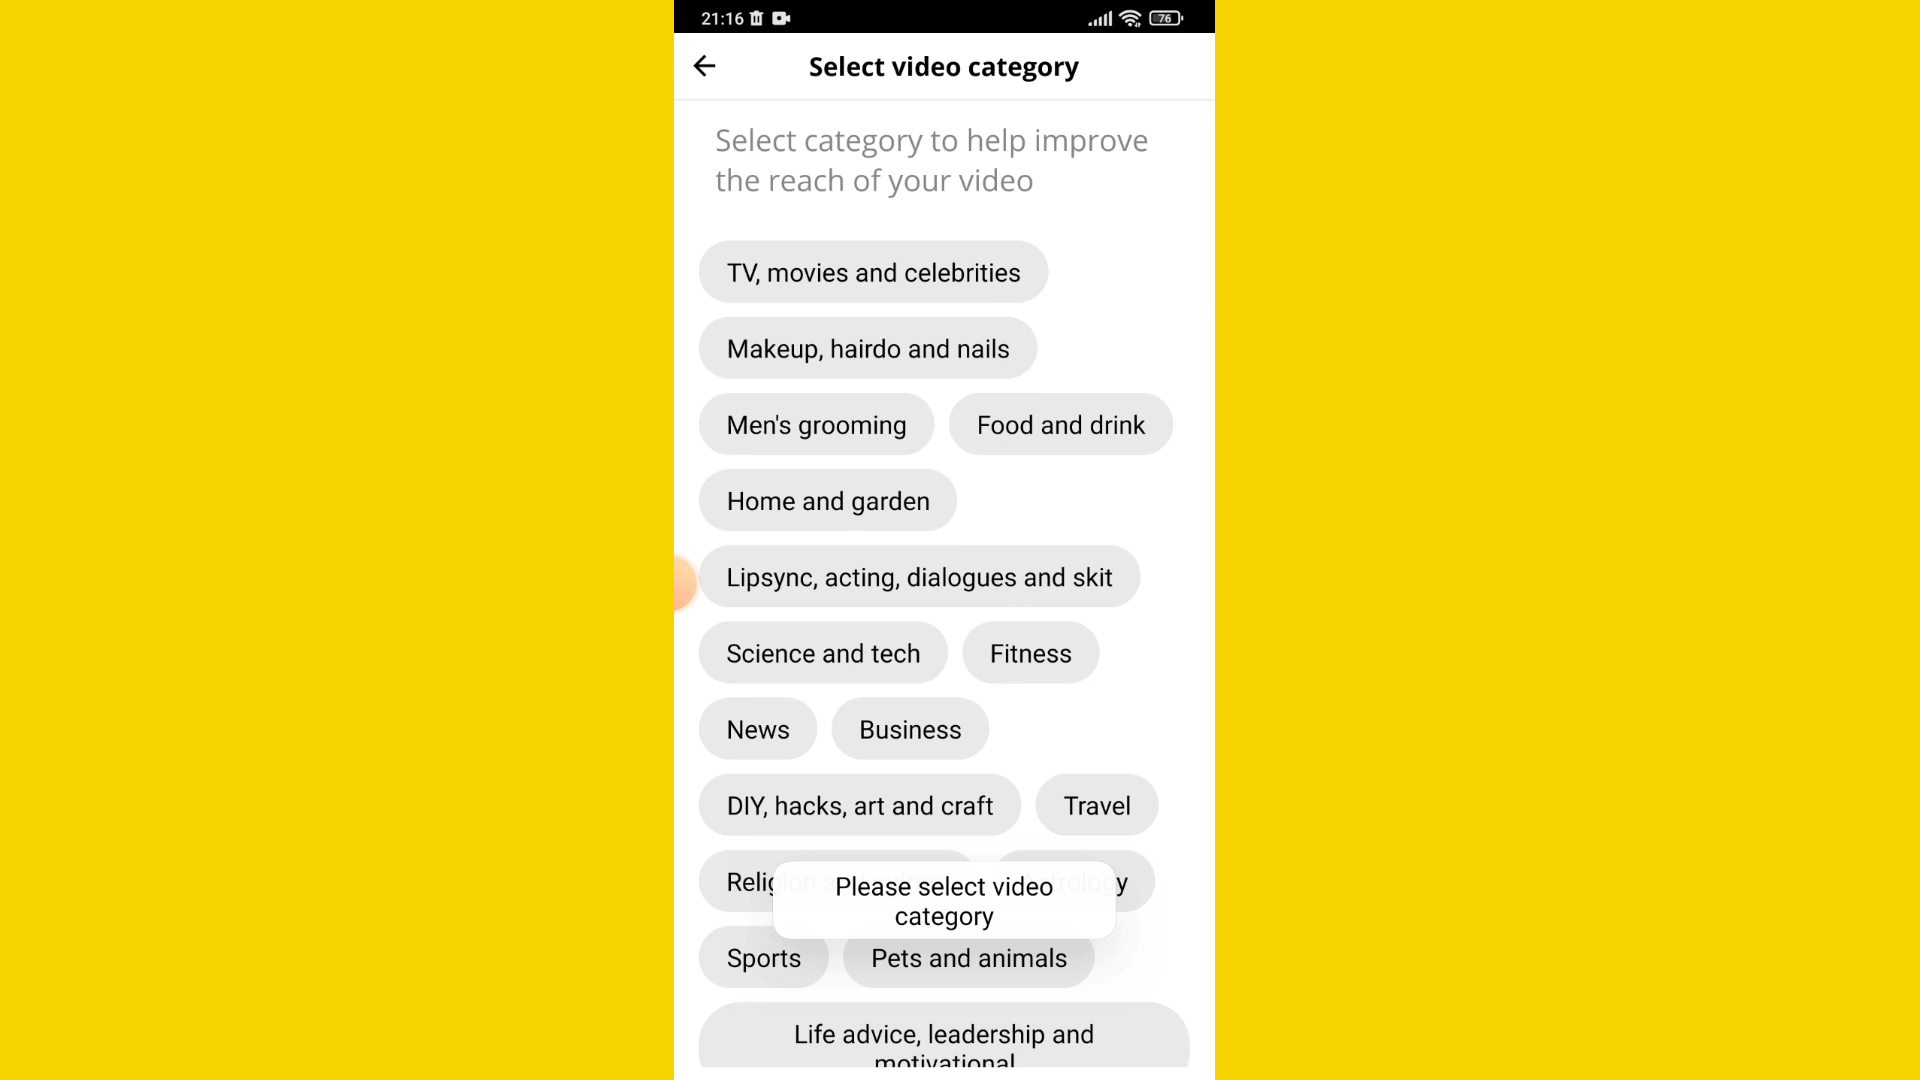 21:16
76
Select video category
Select category to help improve
the reach of your video
TV, movies and celebrities
Makeup, hairdo and nails
Men's grooming
Food and drink
Home and garden
Lipsync, acting, dialogues and skit
Science and tech
Fitness
News
Business
DIY, hacks, art and craft
Travel
Please select video
category
Sports
Pets and animals
Life advice, leadership and
motivational